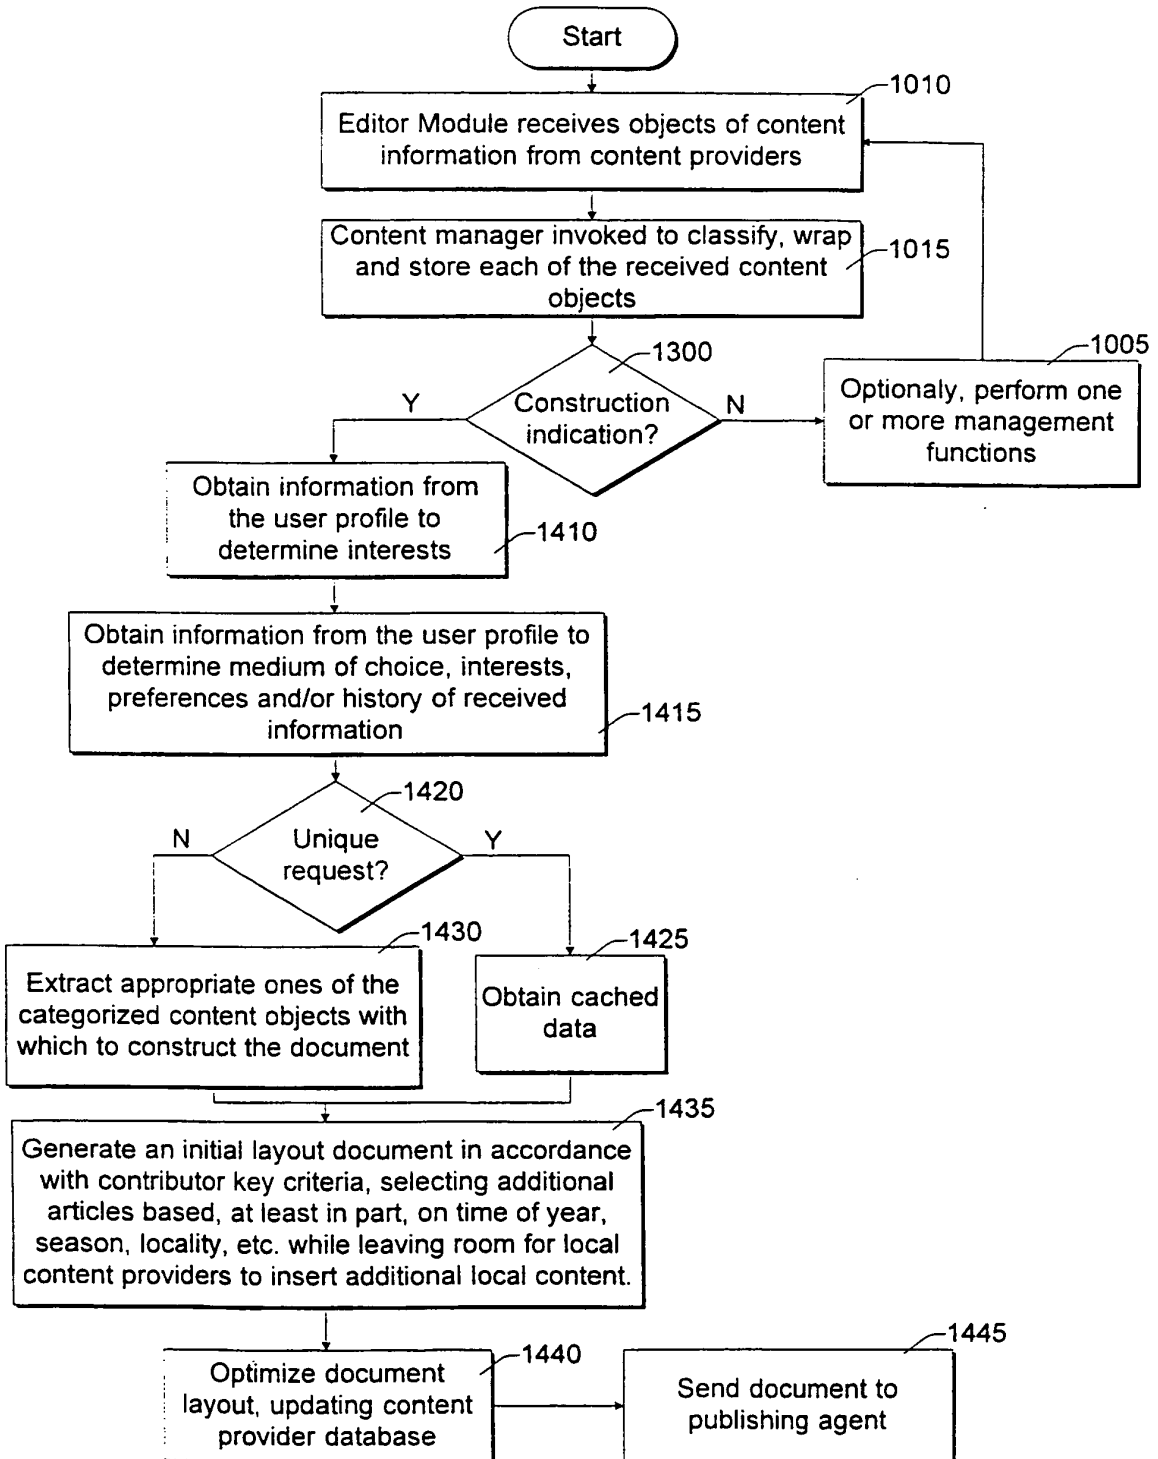 Start
1010
Editor Module receives objects of content
information from content providers
Content manager invoked to classify, wrap
and store each of the received content
objects
1015
1300
Construction
indication?
Y
N
1005
Optionaly, perform one
or more management
functions
Obtain information from
the user profile to
determine interests
1410
Obtain information from the user profile to
determine medium of choice, interests,
preferences and/or history of received
information
1415
1420
Unique
request?
N
Y
1430
Extract appropriate ones of the
categorized content objects with
which to construct the document
1425
Obtain cached
data
1435
Generate an initial layout document in accordance
with contributor key criteria, selecting additional
articles based, at least in part, on time of year,
season, locality, etc. while leaving room for local
content providers to insert additional local content.
1440
Optimize document
layout, updating content
provider database
1445
Send document to
publishing agent